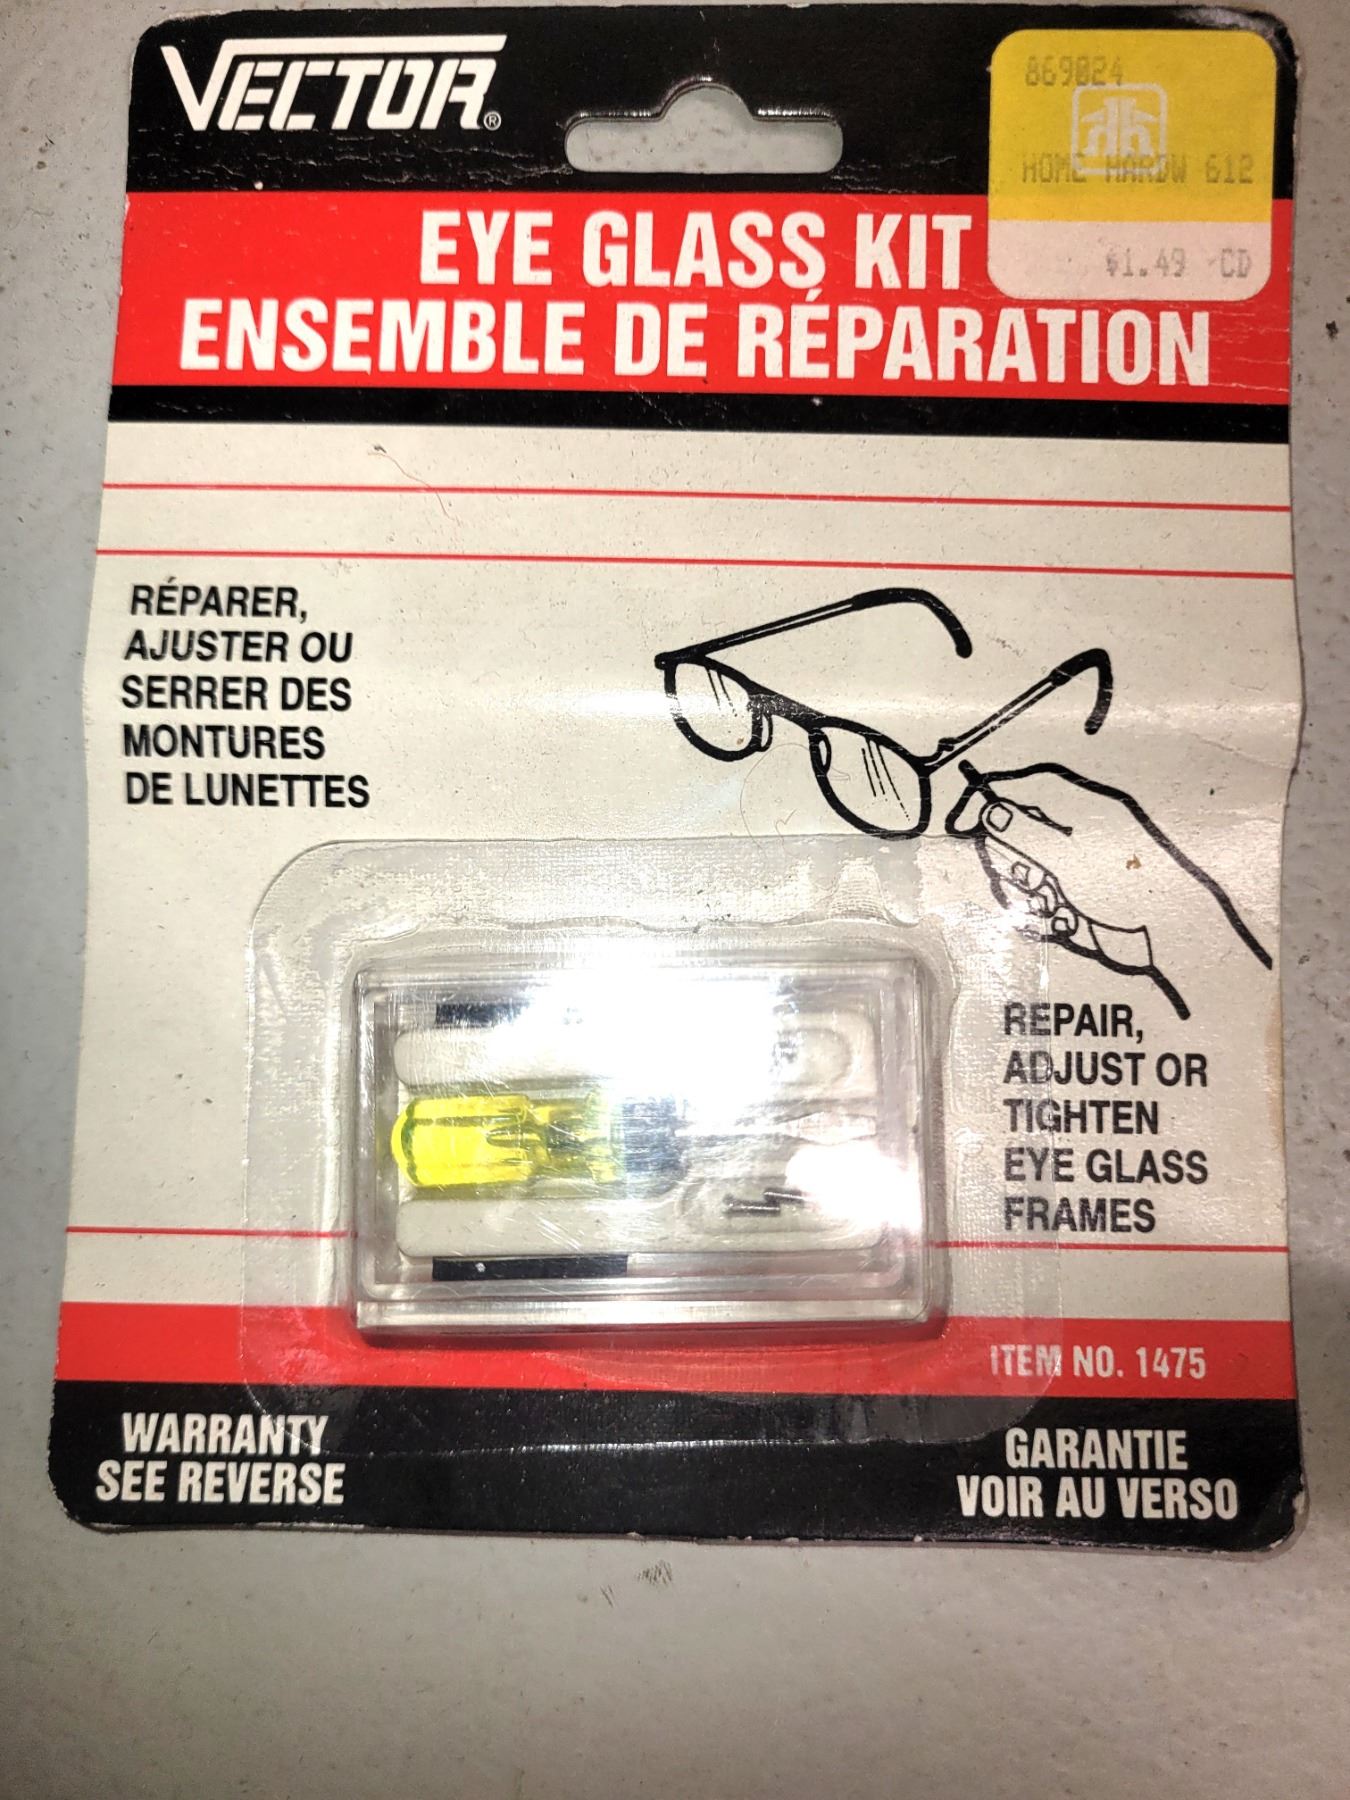 VECTOR®
869824
HOME HARDW 612
$1.49 CD
EYE GLASS KIT
ENSEMBLE DE RÉPARATION
RÉPARER,
AJUSTER OU
SERRER DES
MONTURES
DE LUNETTES
REPAIR,
ADJUST OR
TIGHTEN
EYE GLASS
FRAMES
ITEM NO. 1475
WARRANTY
SEE REVERSE
GARANTIE
VOIR AU VERSO